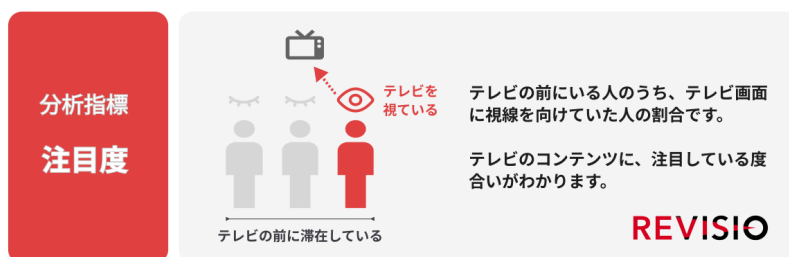 分析指標
注目度
テレビを
視ている
テレビの前に滞在している
テレビの前にいる人のうち、テレビ画面
に視線を向けていた人の割合です。
テレビのコンテンツに、注目している度
合いがわかります。
REVISIO